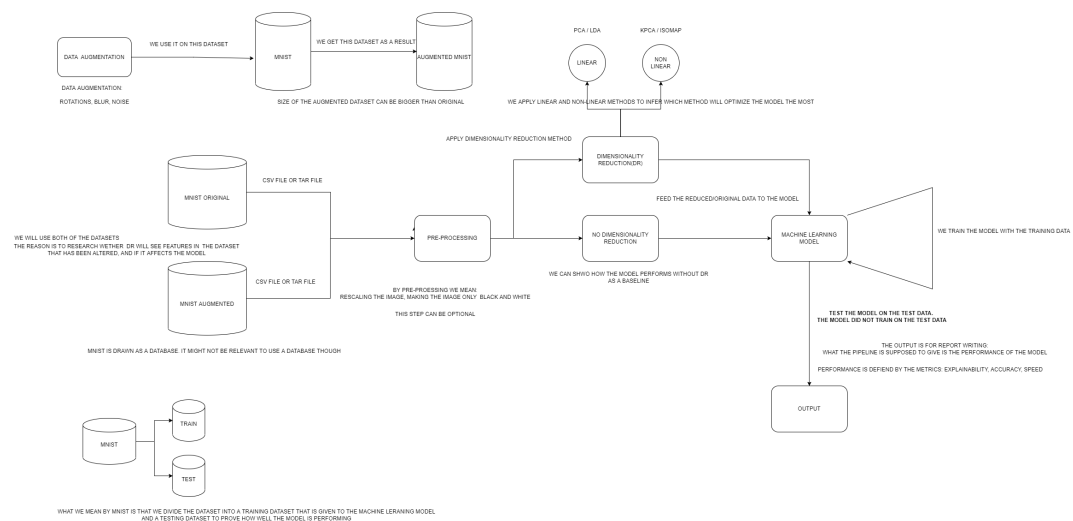 PCA / LDA
KPCA / ISOMAP
WE USE IT ON THIS DATASET
WE GET THIS DATASET AS A RESULT
DATA AUGMENTATION
MNIST
AUGMENTED MNIST
LINEAR
NON
LINEAR
DATA AUGMENTATION:
ROTATIONS, BLUR, NOISE
SIZE OF THE AUGMENTED DATASET CAN BE BIGGER THAN ORIGINAL
WE APPLY LINEAR AND NON-LINEAR METHODS TO INFER WHICH METHOD WILL OPTIMIZE THE MODEL THE MOST
APPLY DIMENSIONALITY REDUCTION METHOD
DIMENSIONALITY
REDUCTION(DR)
CSV FILE OR TAR FILE
MNIST ORIGINAL
FEED THE REDUCED/ORIGINAL DATA TO THE MODEL
WE WILL USE BOTH OF THE DATASETS
THE REASON IS TO RESEARCH WETHER DR WILL SEE FEATURES IN THE DATASET
THAT HAS BEEN ALTERED, AND IF IT AFFECTS THE MODEL
PRE-PROCESSING
NO DIMENSIONALITY
REDUCTION
MACHINE LEARNING
MODEL
WE TRAIN THE MODEL WITH THE TRAINING DATA
WE CAN SHWO HOW THE MODEL PERFORMS WITHOUT DR
AS A BASELINE
CSV FILE OR TAR FILE
MNIST AUGMENTED
BY PRE-PROESSING WE MEAN:
RESCALING THE IMAGE, MAKING THE IMAGE ONLY BLACK AND WHITE
THIS STEP CAN BE OPTIONAL
TEST THE MODEL ON THE TEST DATA.
THE MODEL DID NOT TRAIN ON THE TEST DATA
MNIST IS DRAWN AS A DATABASE. IT MIGHT NOT BE RELEVANT TO USE A DATABASE THOUGH
THE OUTPUT IS FOR REPORT WRITING:
WHAT THE PIPELINE IS SUPPOSED TO GIVE IS THE PERFORMANCE OF THE MODEL
PERFORMANCE IS DEFIEND BY THE METRICS: EXPLAINABILITY, ACCURACY, SPEED
OUTPUT
TRAIN
MNIST
TEST
WHAT WE MEAN BY MNIST IS THAT WE DIVIDE THE DATASET INTO A TRAINING DATASET THAT IS GIVEN TO THE MACHINE LERANING MODEL
AND A TESTING DATASET TO PROVE HOW WELL THE MODEL IS PERFORMING